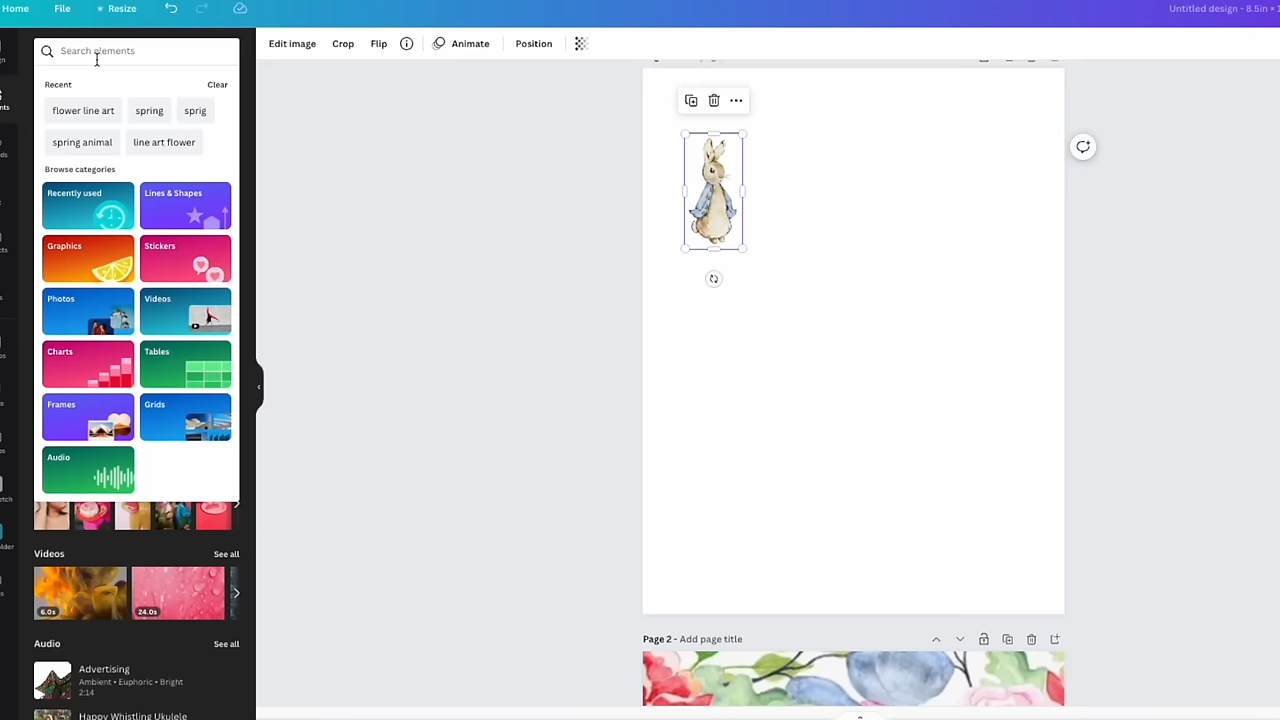 Home File Resize Untitled design - 8.5in ×
Search elements
Edit image Crop Flip Animate Position
Recent Clear
flower line art spring sprig
spring animal line art flower
Browse categories
Recently used Lines & Shapes
Graphics Stickers
Photos Videos
Charts Tables
Frames Grids
Audio
Videos See all
6.0s 24.0s
Page 2 - Add page title
Audio See all
Advertising
Ambient • Euphoric • Bright
2:14
Happy Whistling Ukulele